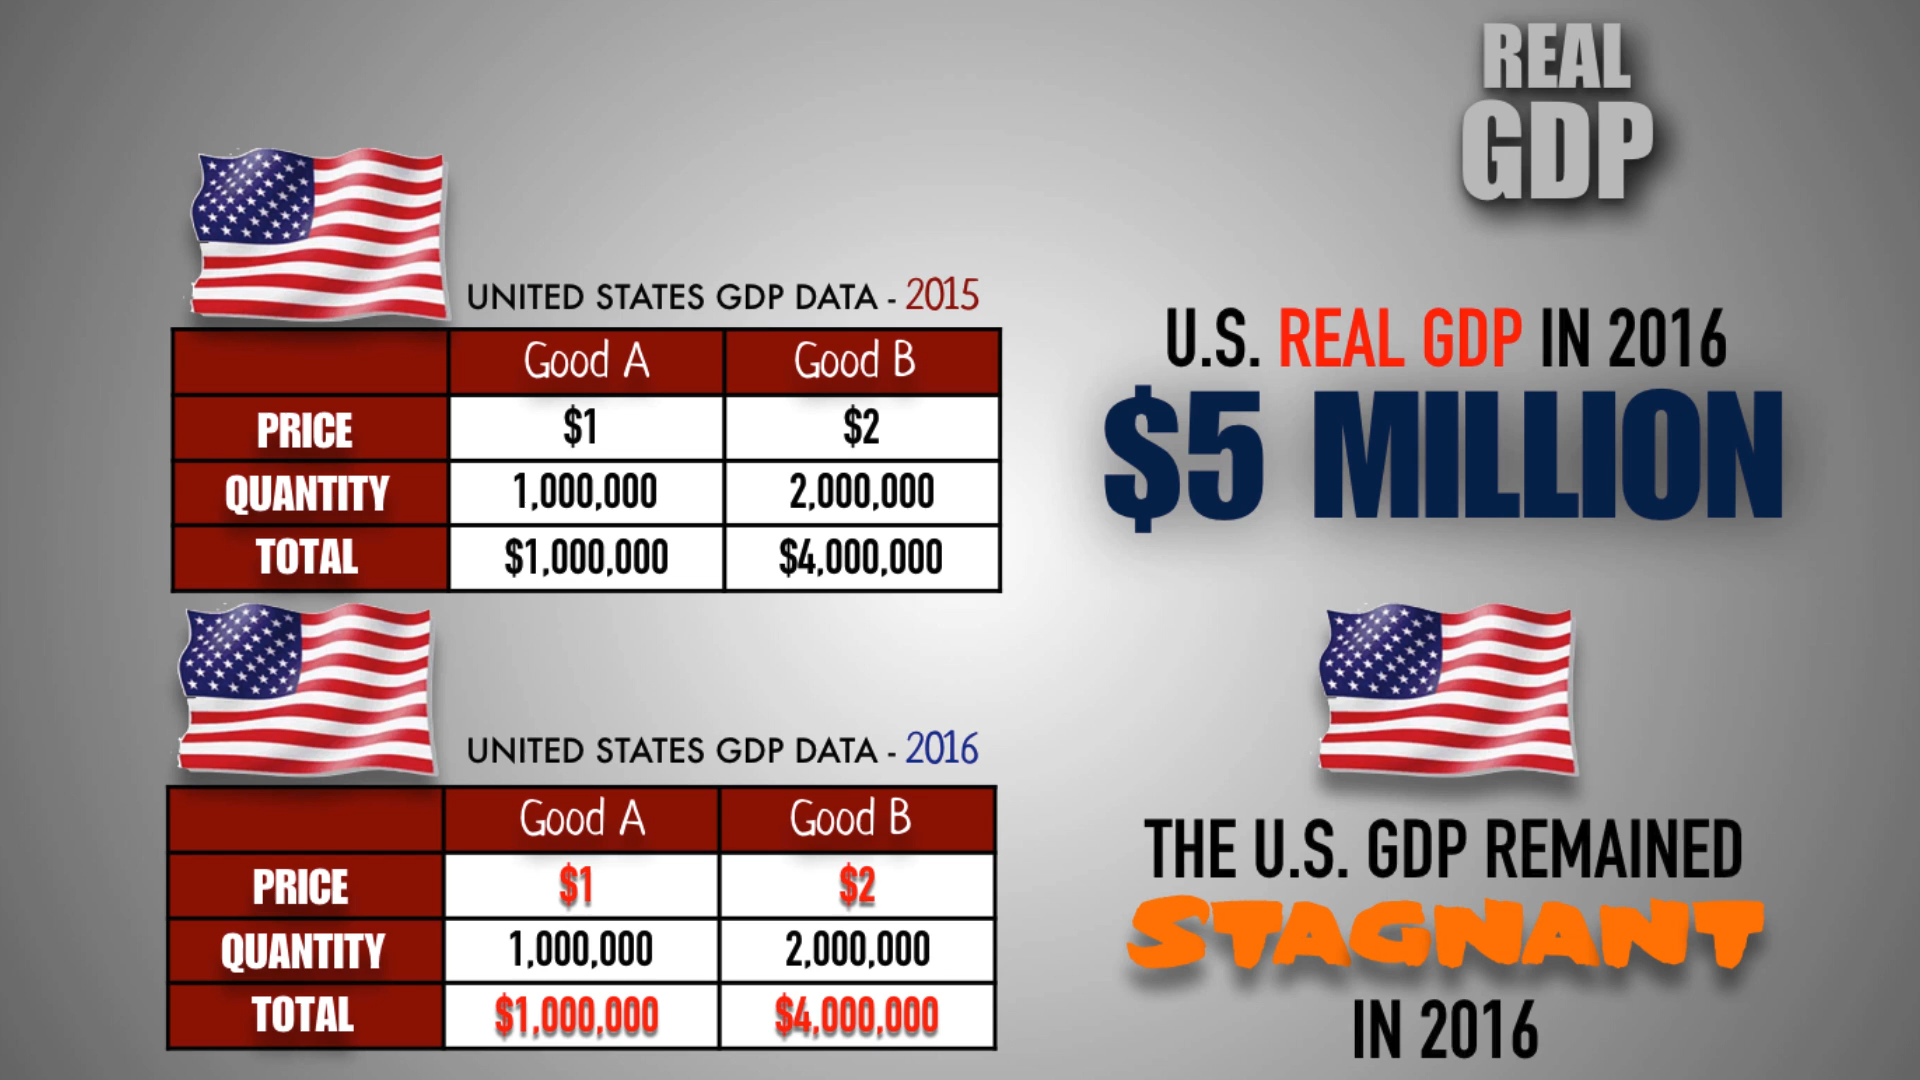 REAL
GDP
UNITED STATES GDP DATA - 2015
Good A Good B
PRICE $1 $2
QUANTITY 1,000,000 2,000,000
TOTAL $1,000,000 $4,000,000
U.S. REAL GDP IN 2016
$5 MILLION
UNITED STATES GDP DATA - 2016
Good A Good B
PRICE $1 $2
QUANTITY 1,000,000 2,000,000
TOTAL $1,000,000 $4,000,000
THE U.S. GDP REMAINED
STAGNANT
IN 2016